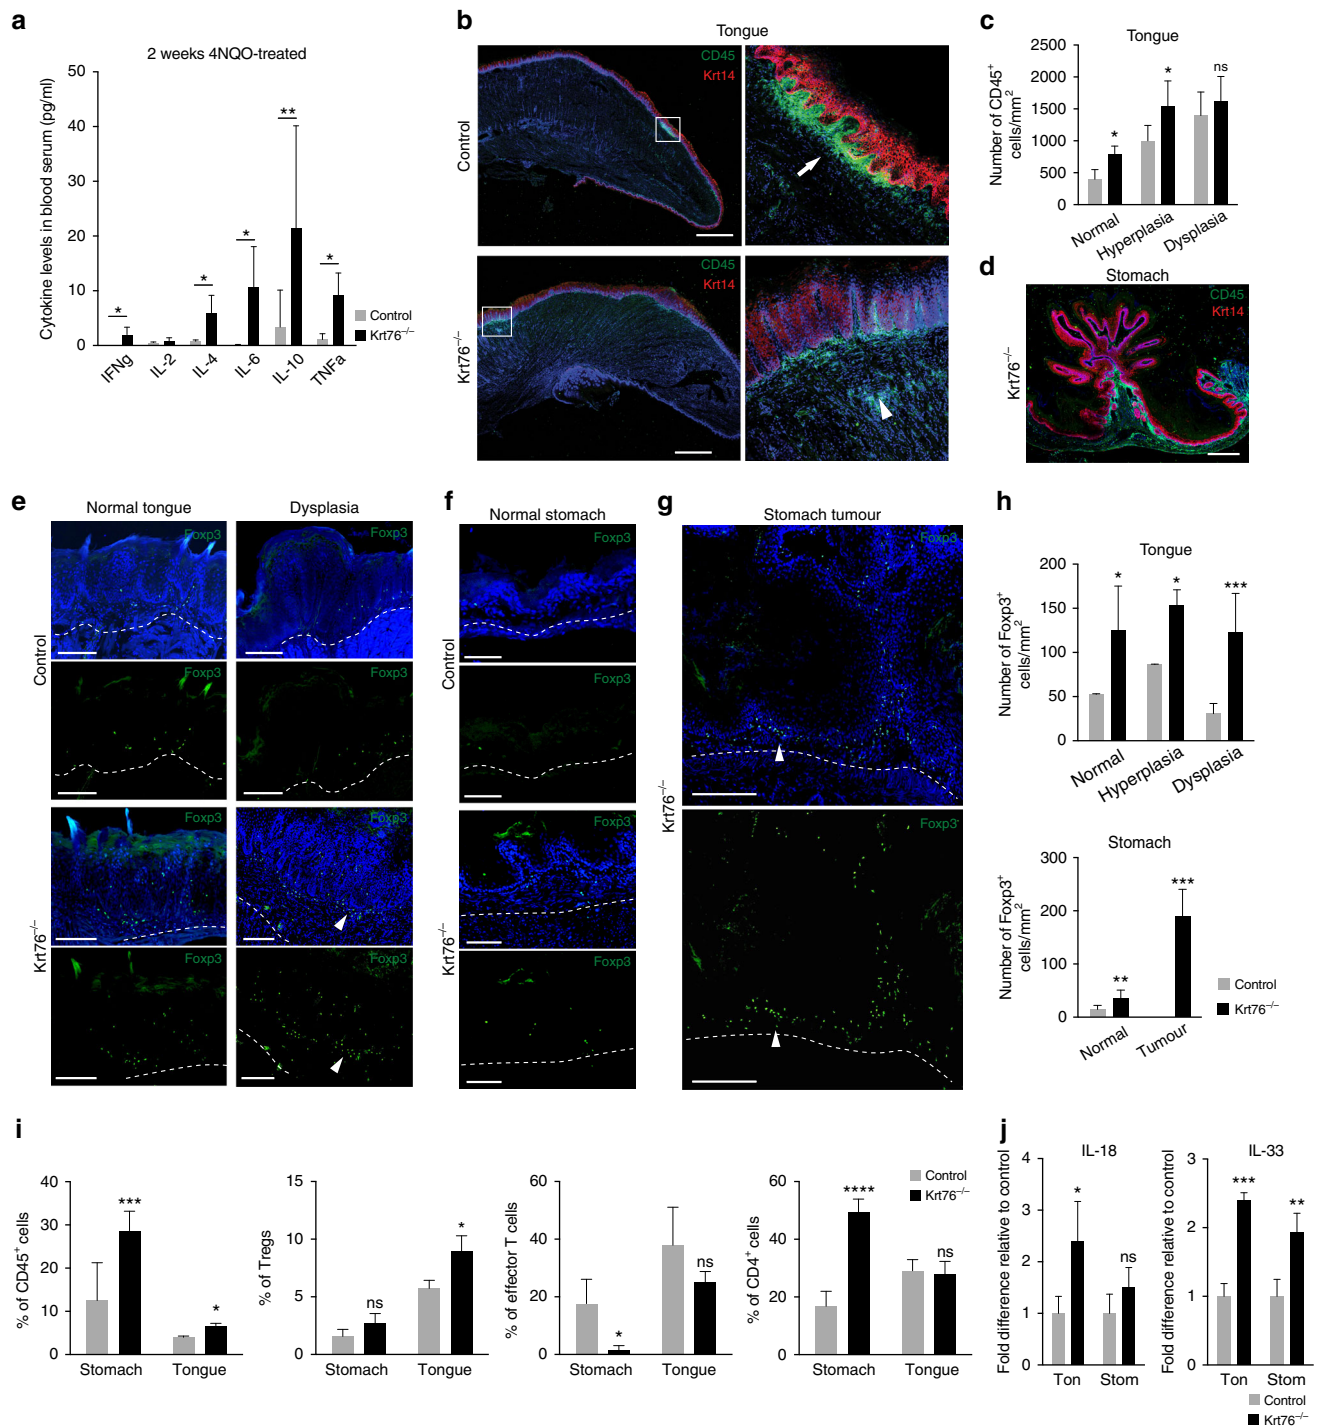 a
2 weeks 4NQO-treated
Cytokine levels in blood serum (pg/ml)
50
40
30
20
10
0
*
*
*
**
*
IFNg
IL-2
IL-4
IL-6
IL-10
TNFa
Control
Krt76–/–
b
Tongue
Control
CD45
Krt14
Krt76–/–
CD45
Krt14
c
Tongue
Number of CD45+
cells/mm2
2500
2000
1500
1000
500
0
*
*
ns
Normal
Hyperplasia
Dysplasia
d
Stomach
Krt76–/–
CD45
Krt14
e
Normal tongue
Dysplasia
Control
Foxp3
Foxp3
Foxp3
Foxp3
Krt76–/–
Foxp3
Foxp3
Foxp3
Foxp3
f
Normal stomach
Control
Foxp3
Foxp3
Krt76–/–
Foxp3
Foxp3
g
Stomach tumour
Krt76–/–
Foxp3
Foxp3
h
Tongue
Number of Foxp3+
cells/mm2
200
150
100
50
0
*
*
***
Normal
Hyperplasia
Dysplasia
Stomach
Number of Foxp3+
cells/mm2
300
200
100
0
**
***
Normal
Tumour
Control
Krt76–/–
i
% of CD45+ cells
40
30
20
10
0
***
*
Stomach
Tongue
% of Tregs
15
10
5
0
ns
*
Stomach
Tongue
% of effector T cells
60
40
20
0
*
ns
Stomach
Tongue
% of CD4+ cells
60
40
20
0
****
ns
Stomach
Tongue
Control
Krt76–/–
j
IL-18
Fold difference relative to control
4
3
2
1
0
*
ns
Ton
Stom
IL-33
Fold difference relative to control
3
2
1
0
***
**
Ton
Stom
Control
Krt76–/–